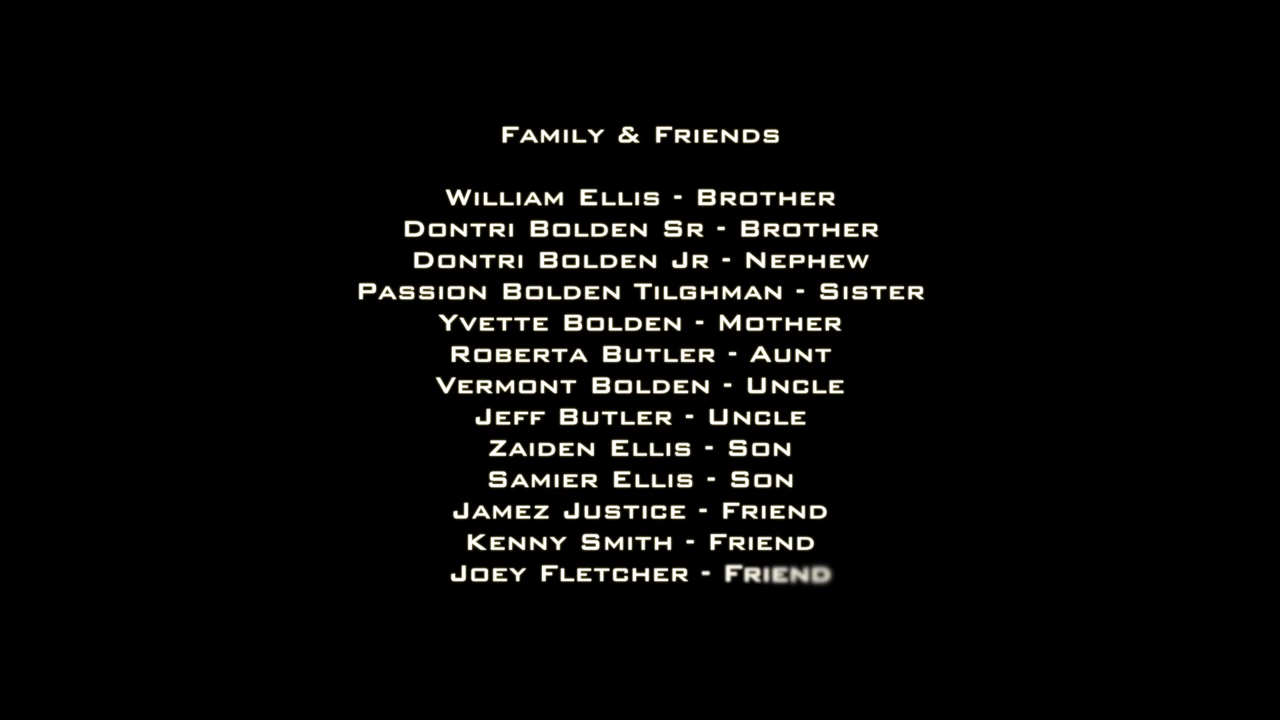 Family & Friends
William Ellis - Brother
Dontri Bolden Sr - Brother
Dontri Bolden Jr - Nephew
Passion Bolden Tilghman - Sister
Yvette Bolden - Mother
Roberta Butler - Aunt
Vermont Bolden - Uncle
Jeff Butler - Uncle
Zaiden Ellis - Son
Samier Ellis - Son
Jamez Justice - Friend
Kenny Smith - Friend
Joey Fletcher - Friend